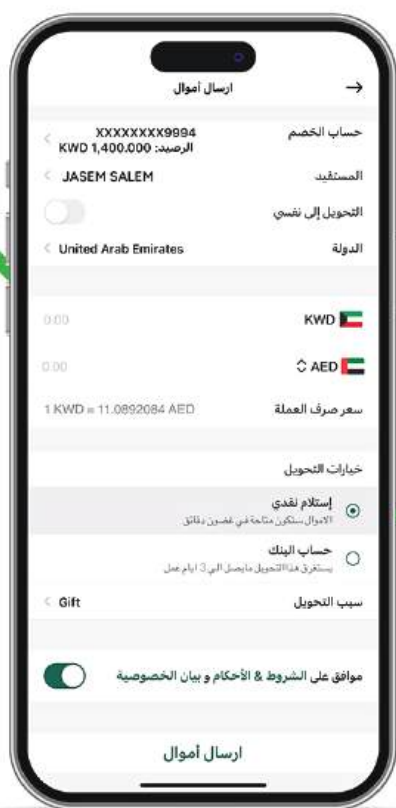 ارسال أموال
حساب الخصم
XXXXXXXX9994
الرصيد: KWD 1,400.000
المستفيد
JASEM SALEM
التحويل إلى نفسي
الدولة
United Arab Emirates
KWD
0.00
AED
0.00
سعر صرف العملة
1 KWD = 11.0892084 AED
خيارات التحويل
إستلام نقدي
الاموال ستكون متاحة في غضون دقائق
حساب البنك
يستغرق هذا التحويل مايصل الي 3 ايام عمل
سبب التحويل
Gift
موافق على الشروط & الأحكام و بيان الخصوصية
ارسال أموال